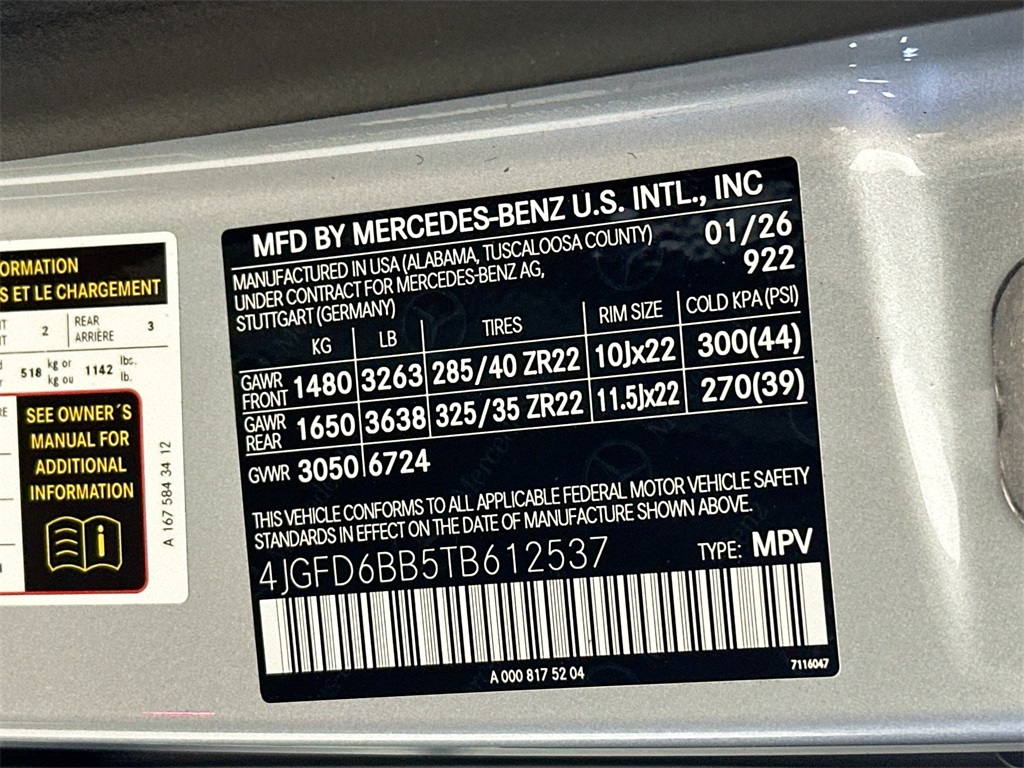 ORMATION
S ET LE CHARGEMENT
2 REAR ARRIÈRE 3
518 kg or kg ou 1142 lbs. lb.
SEE OWNER´S
MANUAL FOR
ADDITIONAL
INFORMATION
A 167 584 34 12
MFD BY MERCEDES-BENZ U.S. INTL., INC
MANUFACTURED IN USA (ALABAMA, TUSCALOOSA COUNTY) 01/26
UNDER CONTRACT FOR MERCEDES-BENZ AG, 922
STUTTGART (GERMANY)
KG LB TIRES RIM SIZE COLD KPA (PSI)
GAWR FRONT 1480 3263 285/40 ZR22 10Jx22 300(44)
GAWR REAR 1650 3638 325/35 ZR22 11.5Jx22 270(39)
GVWR 3050 6724
THIS VEHICLE CONFORMS TO ALL APPLICABLE FEDERAL MOTOR VEHICLE SAFETY
STANDARDS IN EFFECT ON THE DATE OF MANUFACTURE SHOWN ABOVE.
4JGFD6BB5TB612537 TYPE: MPV
A 000 817 52 04
7116047